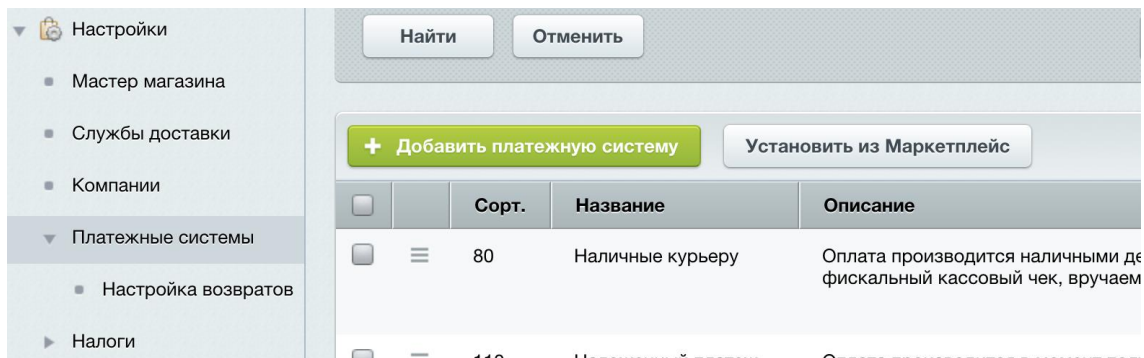 Настройки
Мастер магазина
Службы доставки
Компании
Платежные системы
Настройка возвратов
Налоги
Найти Отменить
+ Добавить платежную систему Установить из Маркетплейс
Сорт. Название Описание
80 Наличные курьеру Оплата производится наличными
фискальный кассовый чек, вручаем